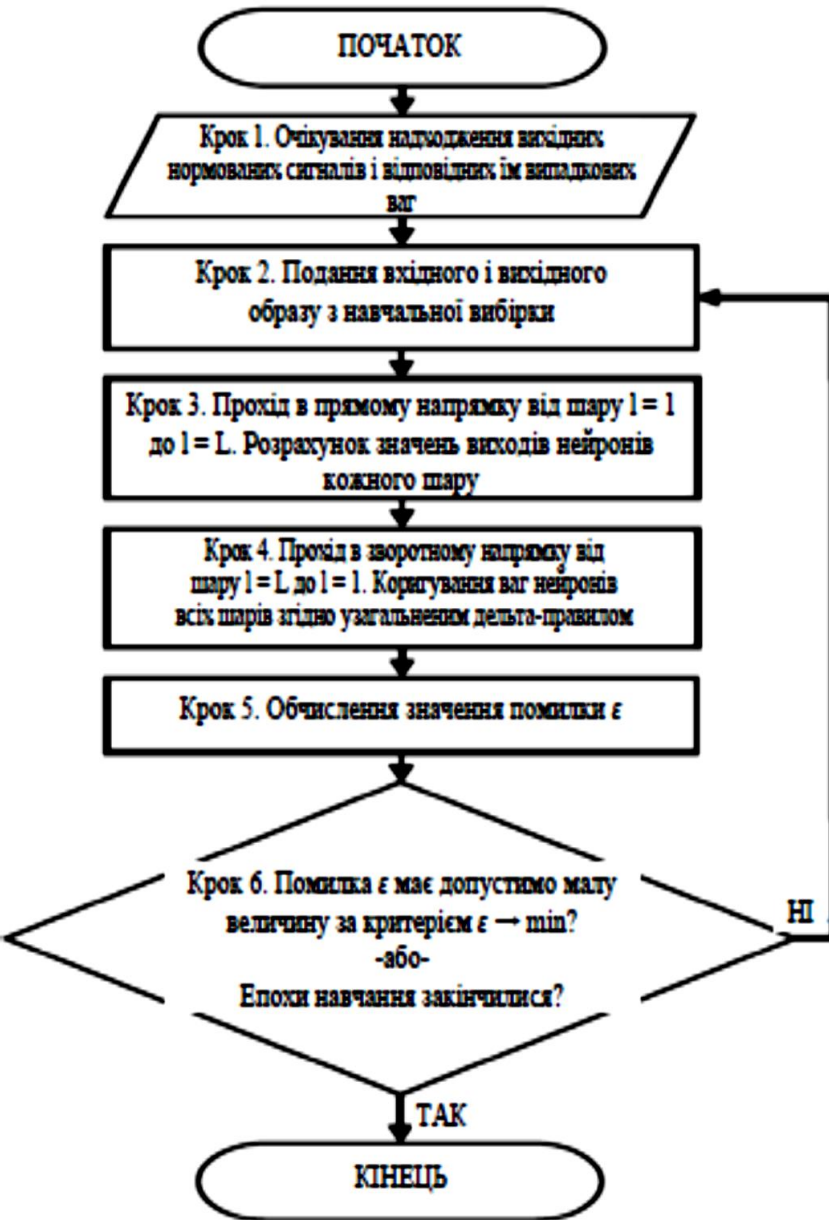 ПОЧАТОК
Крок 1. Очікування надходження вихідних
нормованих сигналів і відповідних їм випадкових
ваг
Крок 2. Подання вхідного і вихідного
образу з навчальної вибірки
Крок 3. Прохід в прямому напрямку від шару l = 1
до l = L. Розрахунок значень виходів нейронів
кожного шару
Крок 4. Прохід в зворотному напрямку від
шару l = L до l = 1. Коригування ваг нейронів
всіх шарів згідно узагальненим дельта-правилом
Крок 5. Обчислення значення помилки ε
Крок 6. Помилка ε має допустимо малу
величину за критерієм ε → min?
-або-
Епохи навчання закінчилися?
НІ
ТАК
КІНЕЦЬ